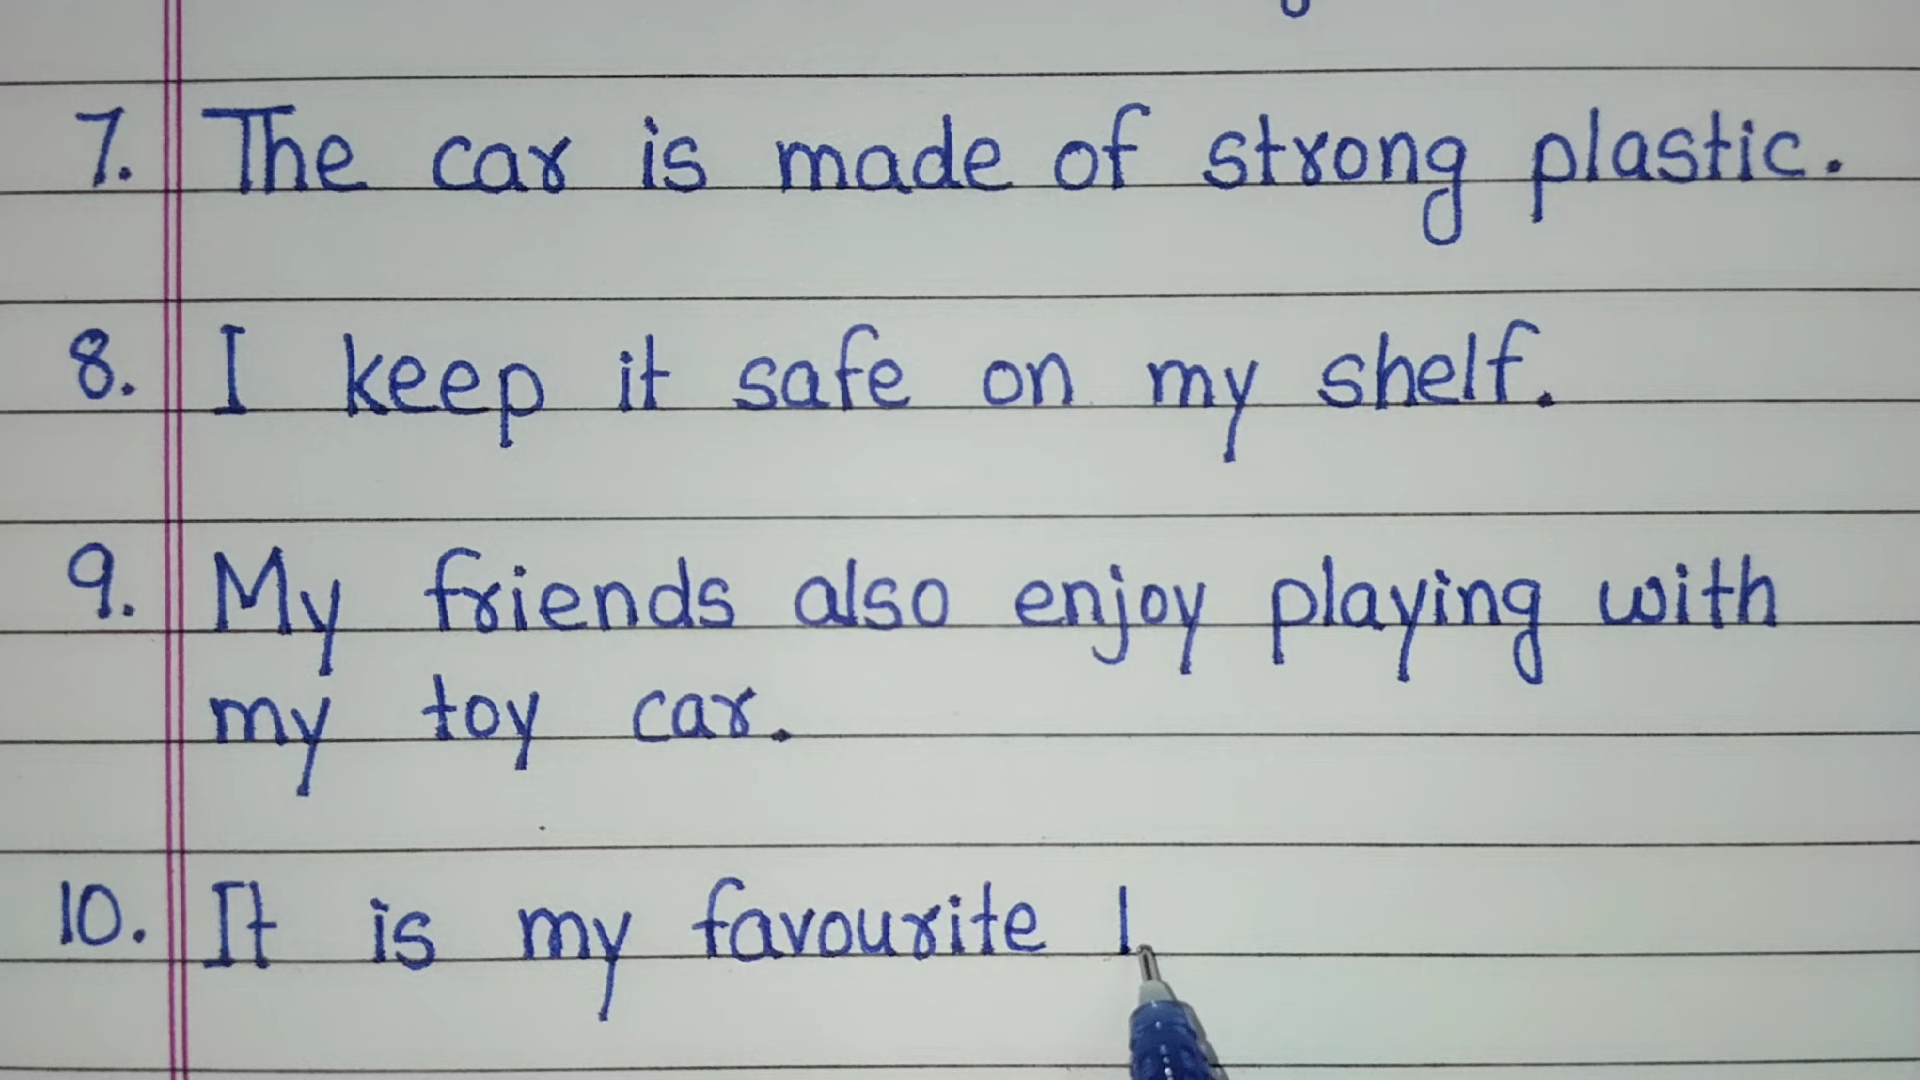 7. The car is made of strong plastic.
8. I keep it safe on my shelf.
9. My friends also enjoy playing with
my toy car.
10. It is my favourite